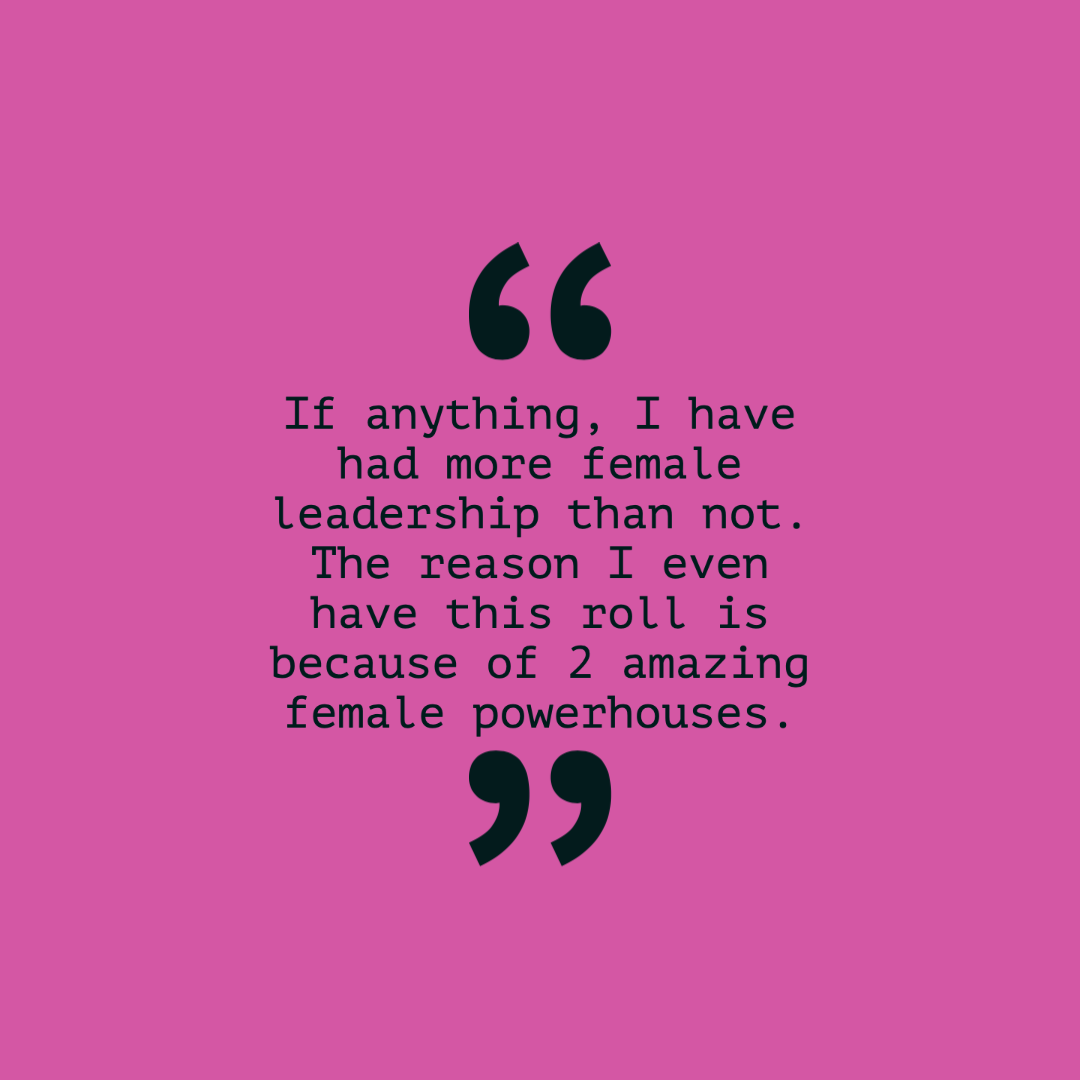 “
If anything, I have
had more female
leadership than not.
The reason I even
have this roll is
because of 2 amazing
female powerhouses.
”